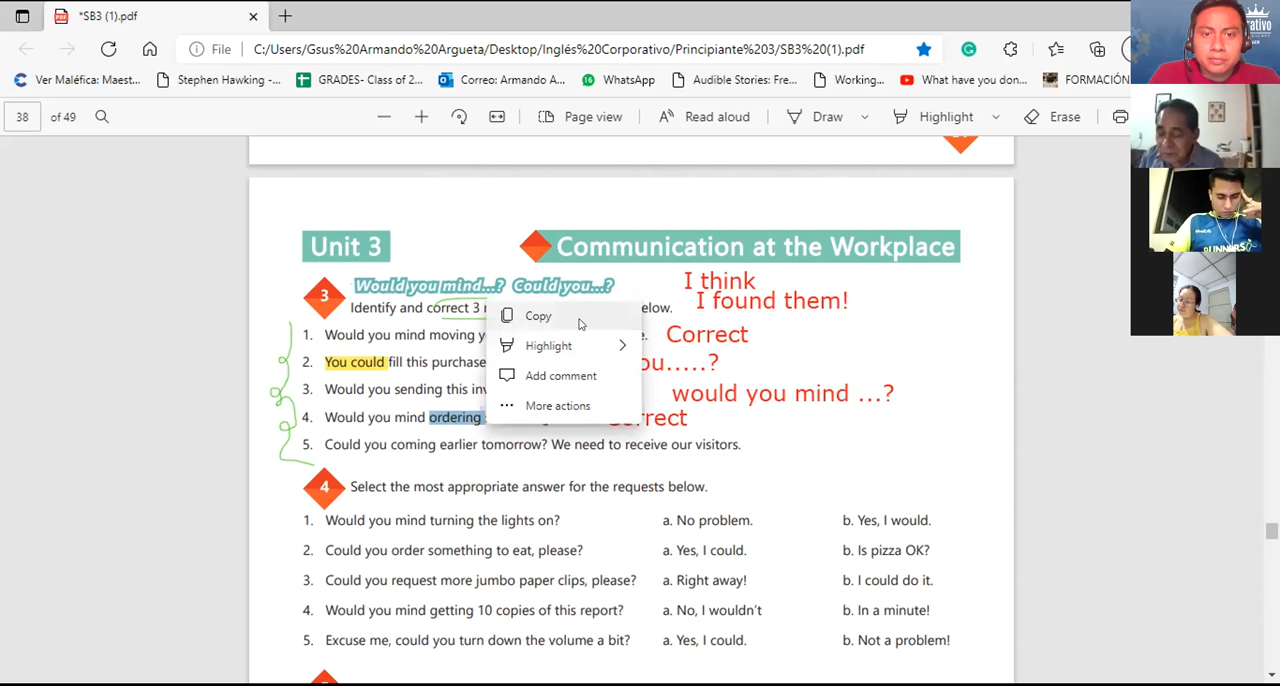 *SB3 (1).pdf
File C:/Users/Gsus%20Armando%20Argueta/Desktop/Inglés%20Corporativo/Principiante%203/SB3%20(1).pdf
Ver Maléfica: Maest... Stephen Hawking -... GRADES- Class of 2... Correo: Armando A... WhatsApp Audible Stories: Fre... Working... What have you don... FORMACIÓN
38 of 49 Page view Read aloud Draw Highlight Erase
Unit 3 Communication at the Workplace
3 Would you mind...? Could you...? I think
Identify and correct 3 elow. I found them!
1. Would you mind moving y e. Correct
2. You could fill this purchase ou.....?
3. Would you sending this inv would you mind ...?
4. Would you mind ordering Correct
5. Could you coming earlier tomorrow? We need to receive our visitors.
Copy
Highlight
Add comment
More actions
4 Select the most appropriate answer for the requests below.
1. Would you mind turning the lights on? a. No problem. b. Yes, I would.
2. Could you order something to eat, please? a. Yes, I could. b. Is pizza OK?
3. Could you request more jumbo paper clips, please? a. Right away! b. I could do it.
4. Would you mind getting 10 copies of this report? a. No, I wouldn't b. In a minute!
5. Excuse me, could you turn down the volume a bit? a. Yes, I could. b. Not a problem!